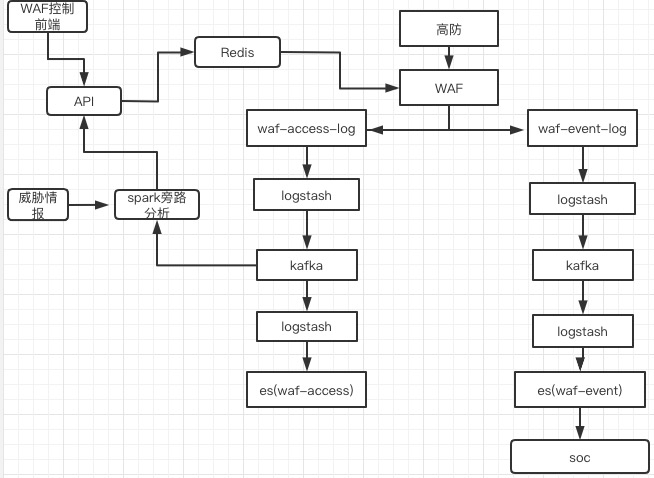 WAF控制
前端
高防
Redis
WAF
API
waf-access-log
waf-event-log
logstash
logstash
威胁情
报
spark旁路
分析
kafka
kafka
logstash
logstash
es(waf-access)
es(waf-event)
soc